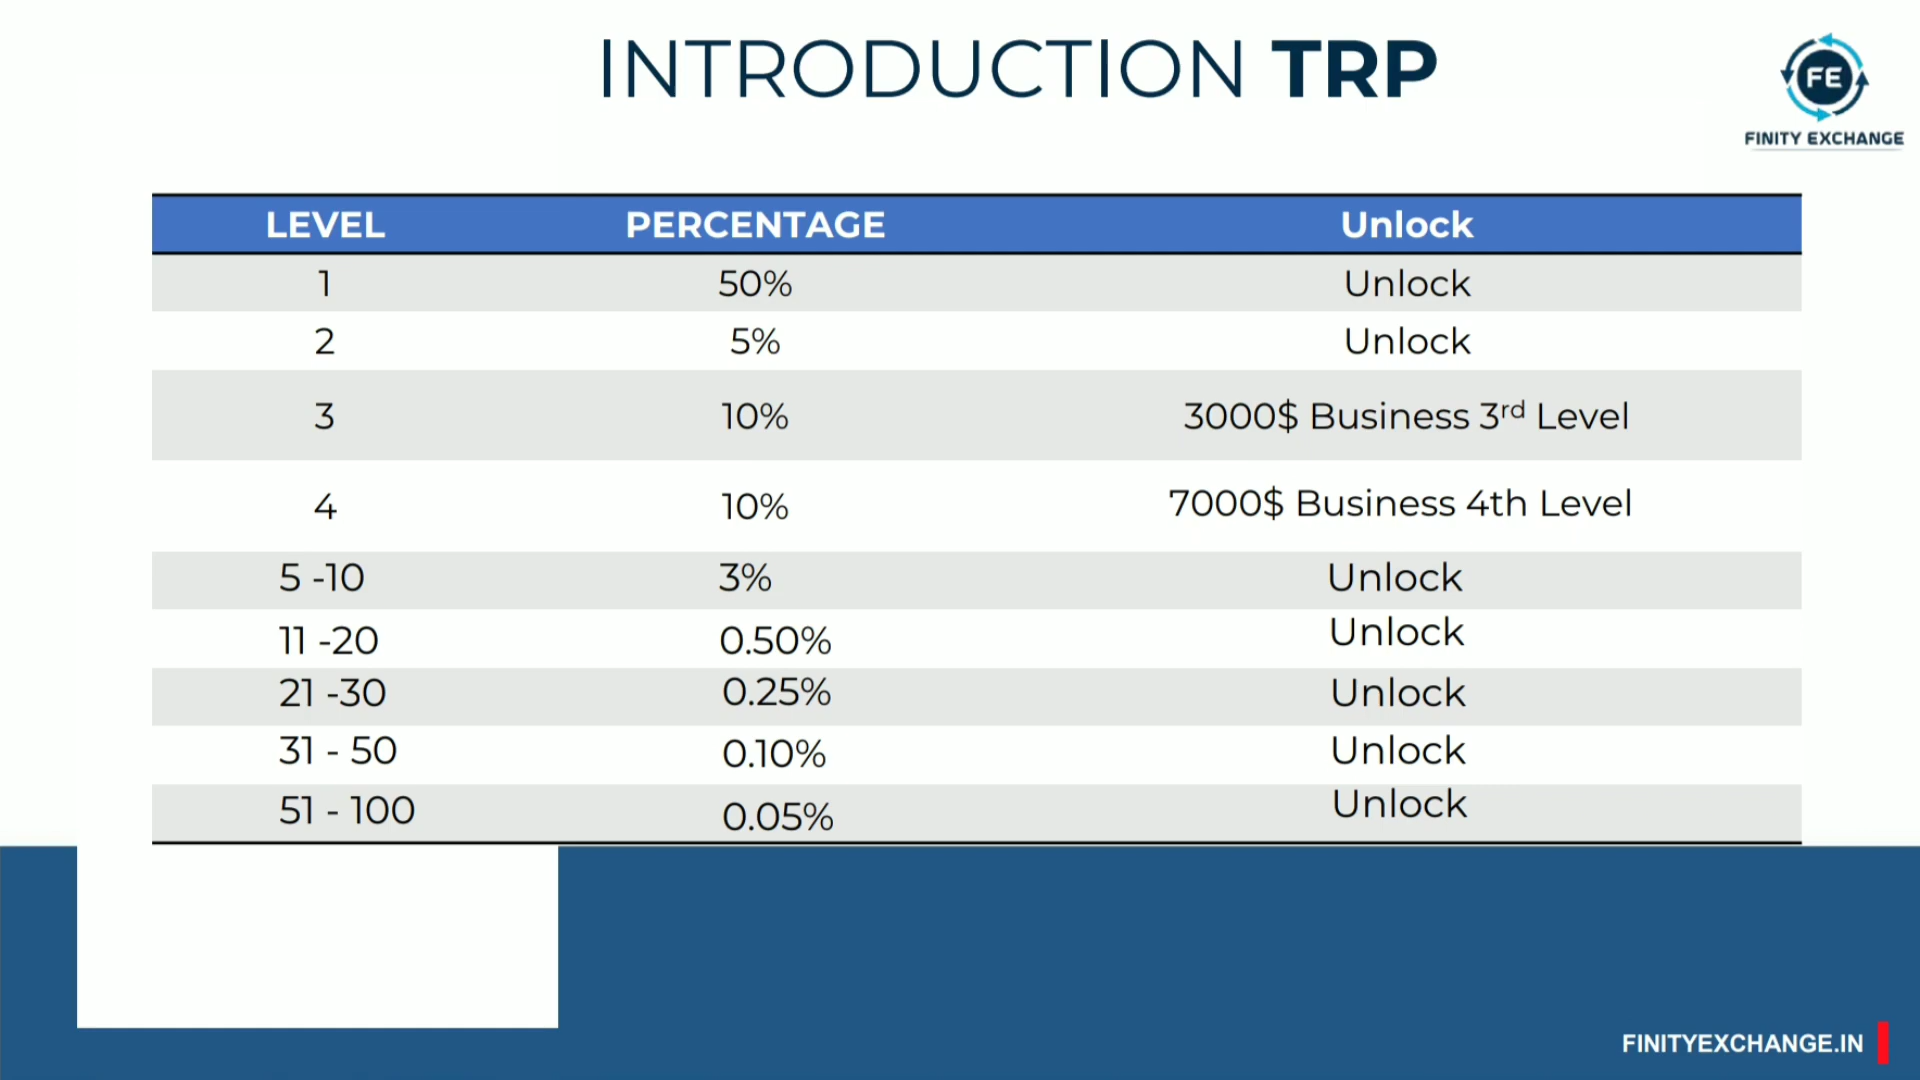 INTRODUCTION TRP
FE
FINITY EXCHANGE
LEVEL PERCENTAGE Unlock
1 50% Unlock
2 5% Unlock
3 10% 3000$ Business 3rd Level
4 10% 7000$ Business 4th Level
5 -10 3% Unlock
11 -20 0.50% Unlock
21 -30 0.25% Unlock
31 - 50 0.10% Unlock
51 - 100 0.05% Unlock
FINITYEXCHANGE.IN